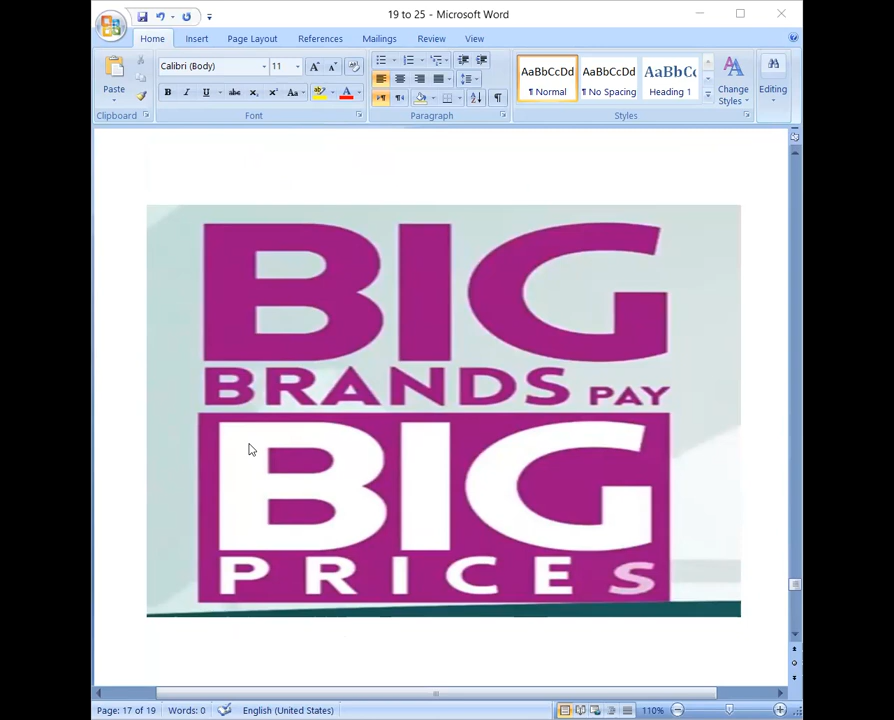 19 to 25 - Microsoft Word
Home Insert Page Layout References Mailings Review View
Calibri (Body) 11
Paste
Clipboard Font Paragraph Styles
AaBbCcDd AaBbCcDd AaBbCc
¶ Normal ¶ No Spacing Heading 1
Change Styles
Editing
BIG
BRANDS PAY
BIG
PRICES
Page: 17 of 19 Words: 0 English (United States) 110%